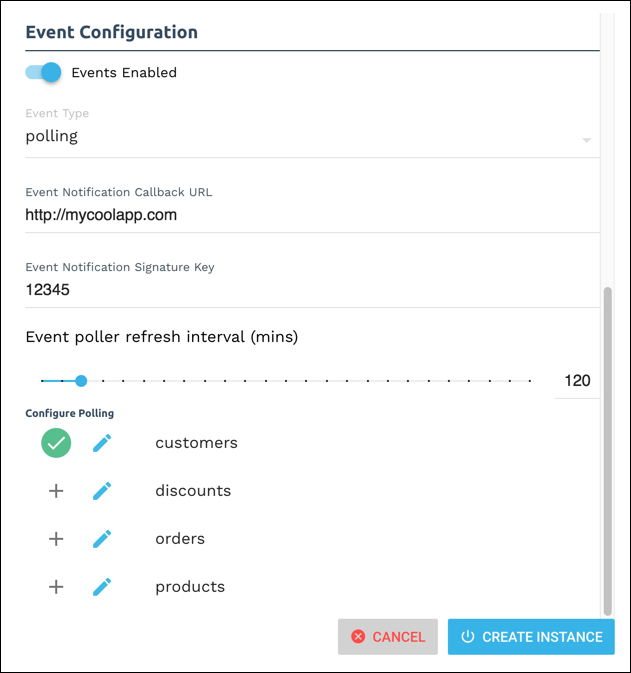 Event Configuration
Events Enabled
Event Type
polling
Event Notification Callback URL
http://mycoolapp.com
Event Notification Signature Key
12345
Event poller refresh interval (mins)
120
Configure Polling
customers
discounts
orders
products
CANCEL
CREATE INSTANCE